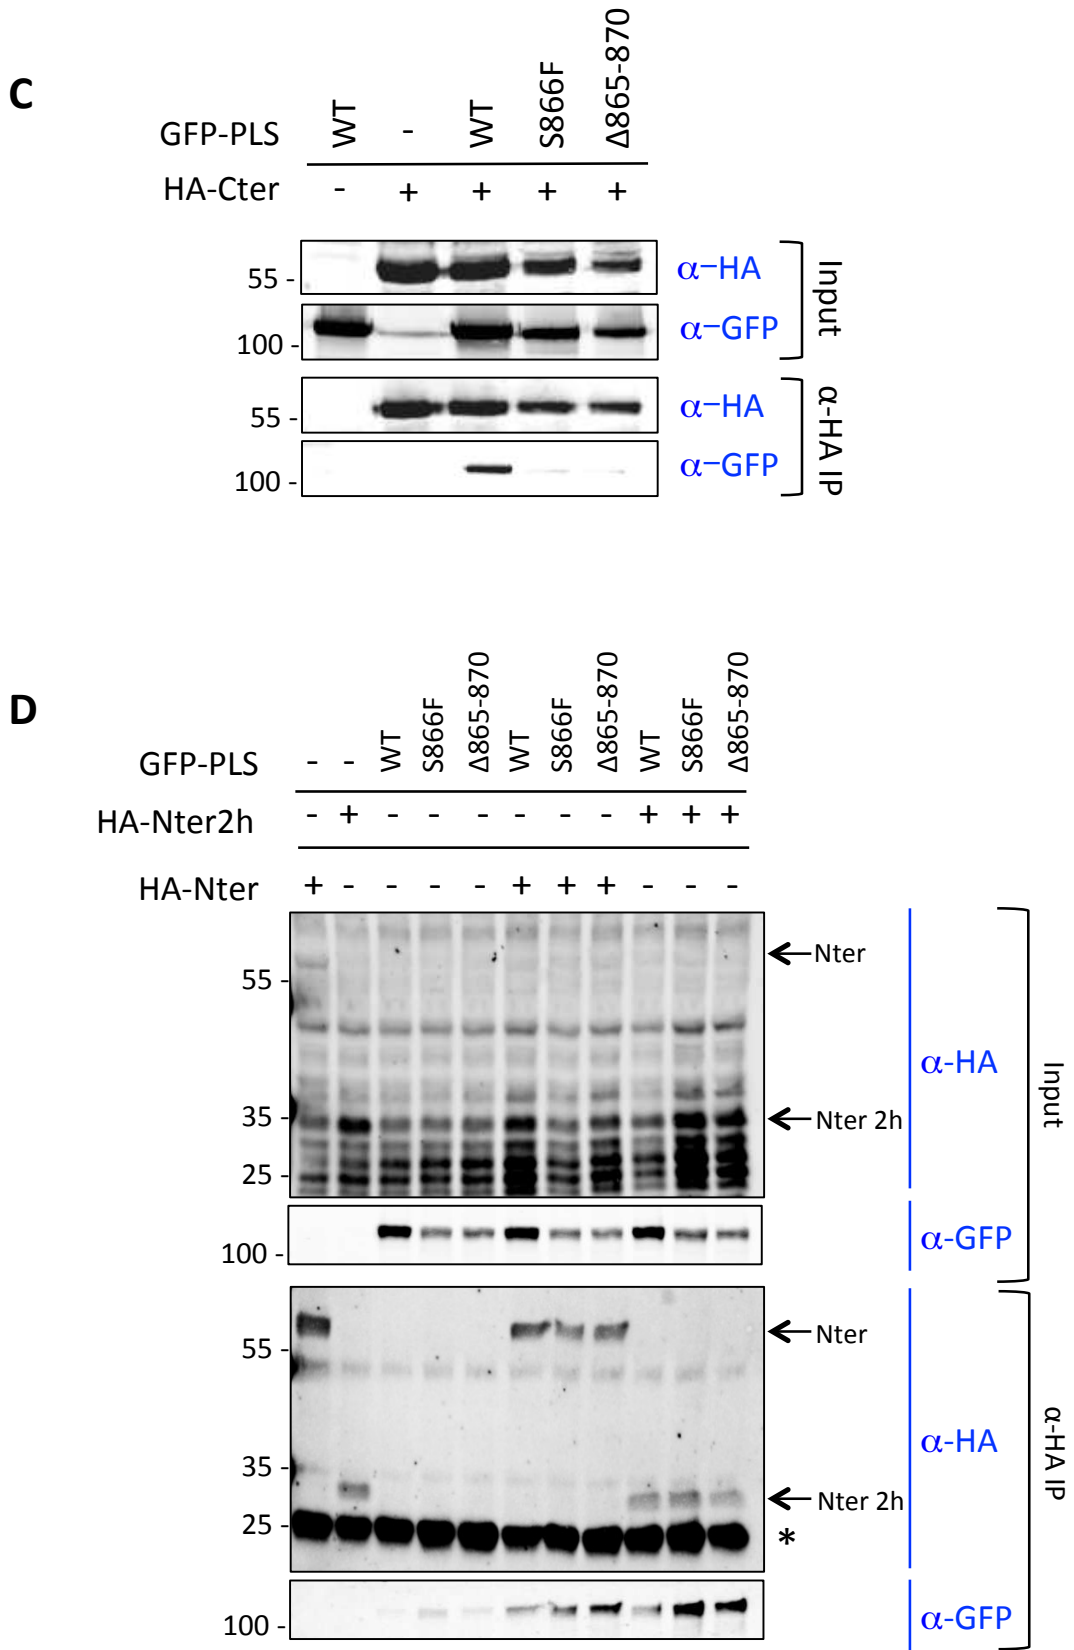 C
GFP-PLS WT - WT S866F Δ865-870
HA-Cter - + + + +
55 - α-HA
100 - α-GFP
Input
55 - α-HA
100 - α-GFP
α-HA IP
D
GFP-PLS - - WT S866F Δ865-870 WT S866F Δ865-870 WT S866F Δ865-870
HA-Nter2h - + - - - - - - + + +
HA-Nter + - - - - + + + - - -
Nter
55 -
α-HA
35 - Nter 2h
25 -
100 - α-GFP
Input
Nter
55 -
α-HA
35 -
Nter 2h
25 - *
100 - α-GFP
α-HA IP